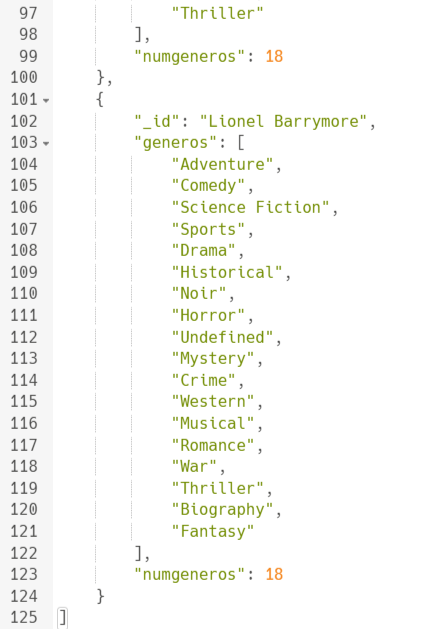 97 "Thriller"
98 ],
99 "numgeneros": 18
100 },
101 {
102 "_id": "Lionel Barrymore",
103 "generos": [
104 "Adventure",
105 "Comedy",
106 "Science Fiction",
107 "Sports",
108 "Drama",
109 "Historical",
110 "Noir",
111 "Horror",
112 "Undefined",
113 "Mystery",
114 "Crime",
115 "Western",
116 "Musical",
117 "Romance",
118 "War",
119 "Thriller",
120 "Biography",
121 "Fantasy"
122 ],
123 "numgeneros": 18
124 }
125 ]